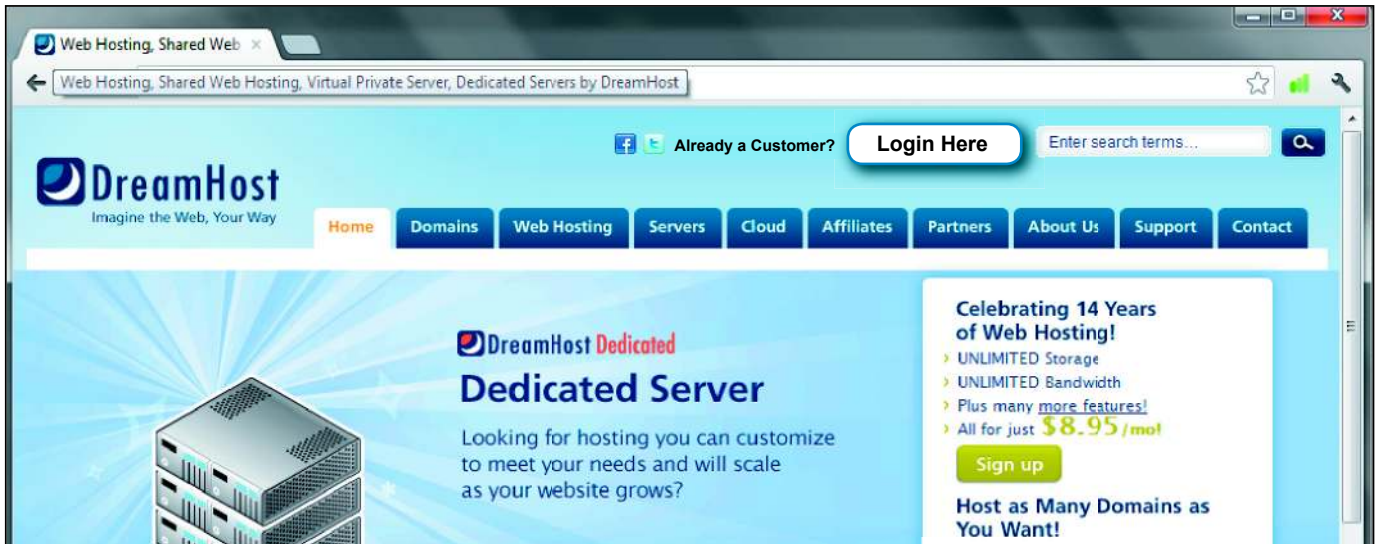 Web Hosting, Shared Web
Web Hosting, Shared Web Hosting, Virtual Private Server, Dedicated Servers by DreamHost
Already a Customer? Login Here Enter search terms...
DreamHost
Imagine the Web, Your Way
Home Domains Web Hosting Servers Cloud Affiliates Partners About Us Support Contact
DreamHost Dedicated
Dedicated Server
Looking for hosting you can customize
to meet your needs and will scale
as your website grows?
Celebrating 14 Years
of Web Hosting!
UNLIMITED Storage
UNLIMITED Bandwidth
Plus many more features!
All for just $8.95/mo!
Sign up
Host as Many Domains as
You Want!